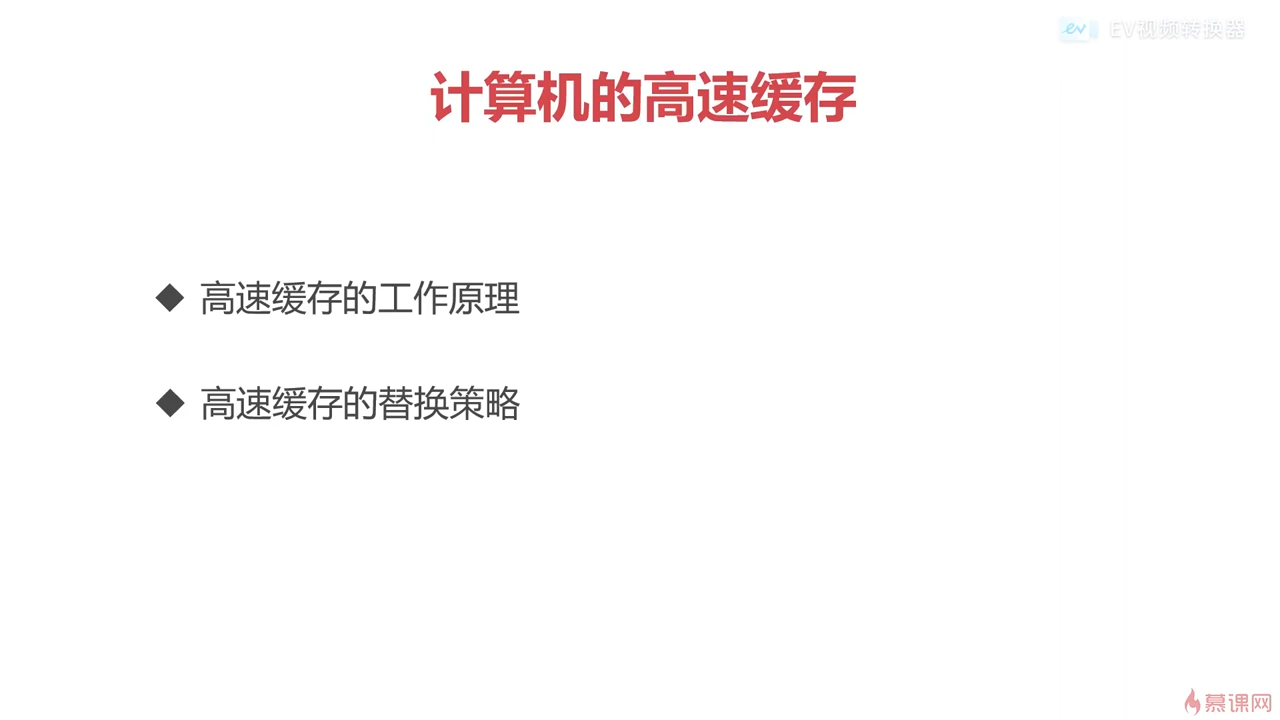 ev EV视频转换器
计算机的高速缓存
◆ 高速缓存的工作原理
◆ 高速缓存的替换策略
慕课网